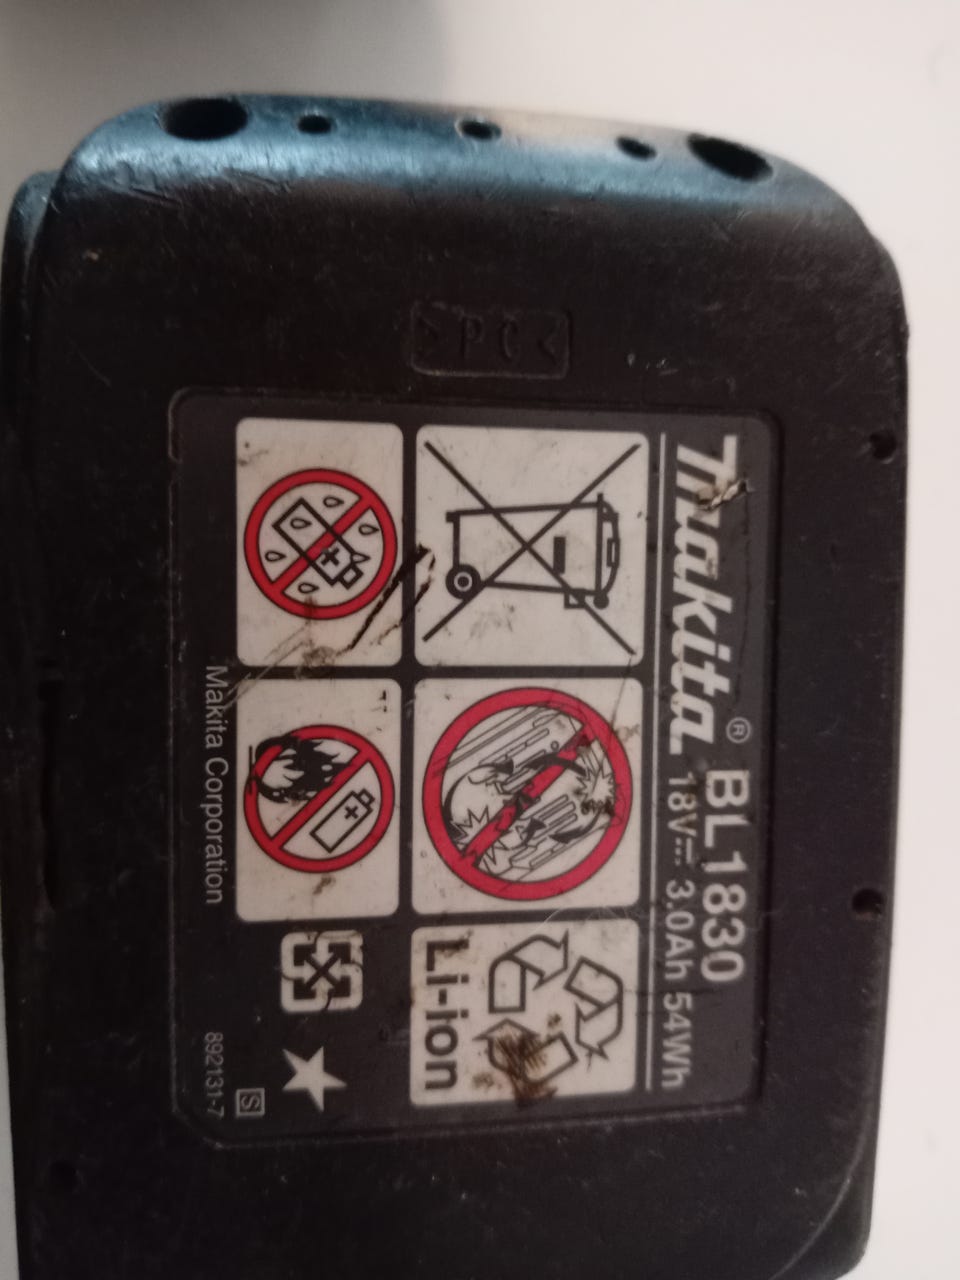 >PC<
Makita® BL1830
18V⎓ 3.0Ah 54Wh
Li-ion
Makita Corporation
892131-7
S